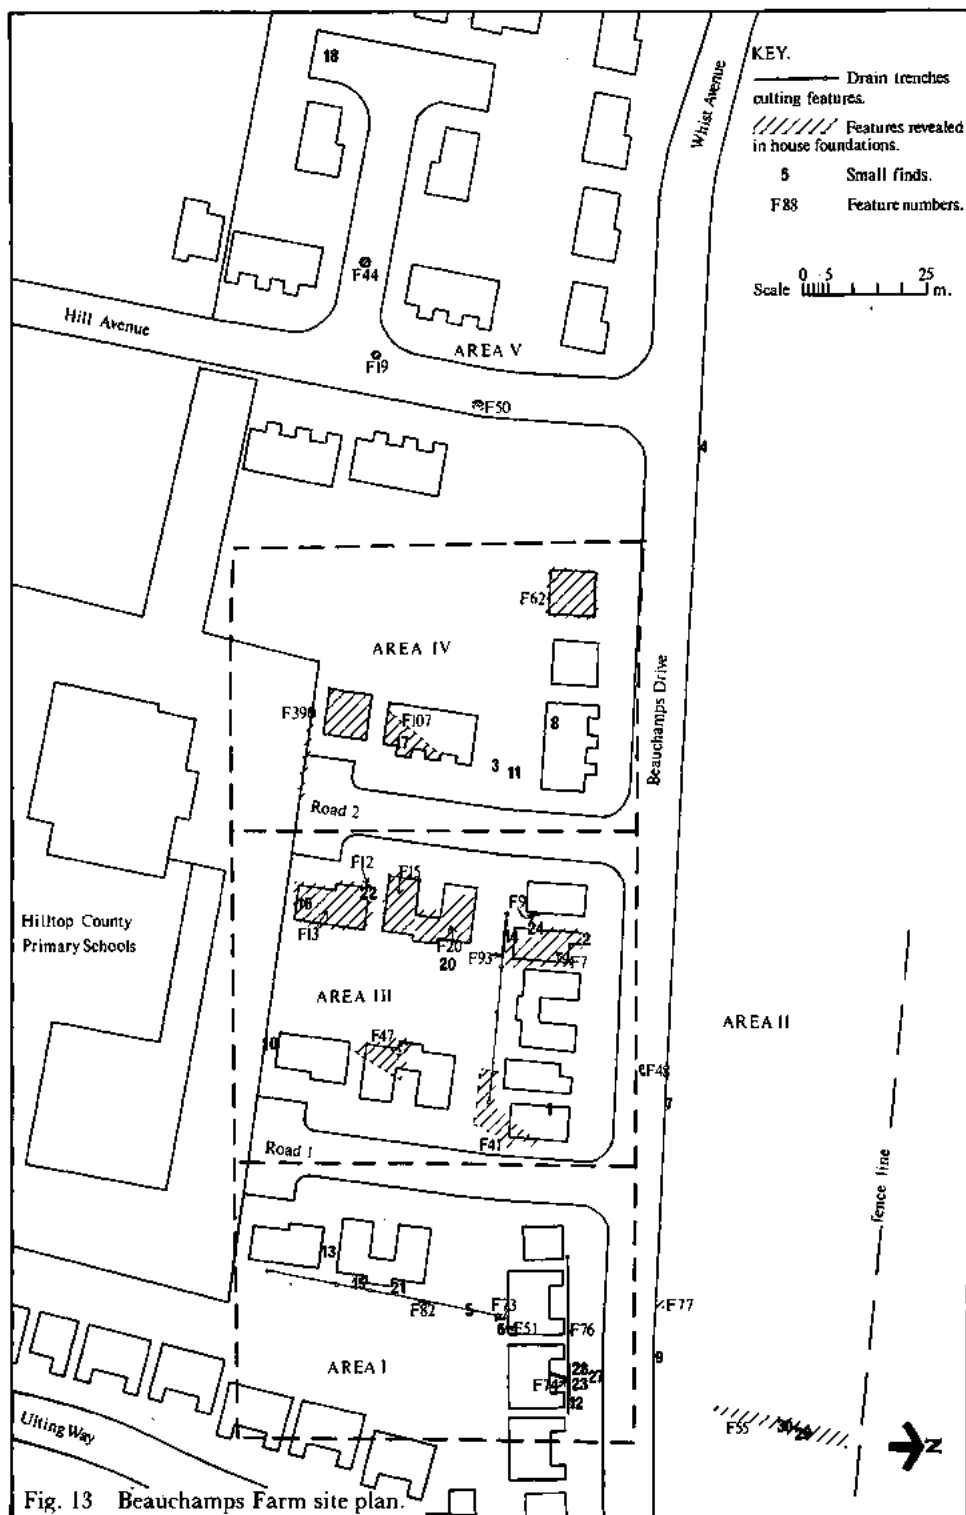 18
Whist Avenue
KEY.
Drain trenches
cutting features.
Features revealed
in house foundations.
5 Small finds.
F88 Feature numbers.
0 5 25
Scale m.
F44
Hill Avenue
AREA V
F19
F50
4
F62
AREA IV
Beauchamps Drive
F39
F107
17
8
3
11
Road 2
F12
F15
22
16
F13
F9
24
14
2
F20
20
F93
F7
Hilltop County
Primary Schools
AREA III
AREA II
10
F47
F48
7
1
F41
Road 1
fence line
13
15
21
F82
5
F73
6
F51
F76
F77
AREA I
9
28
27
F74
23
12
F55
30
29
Ulting Way
N
Fig. 13 Beauchamps Farm site plan.